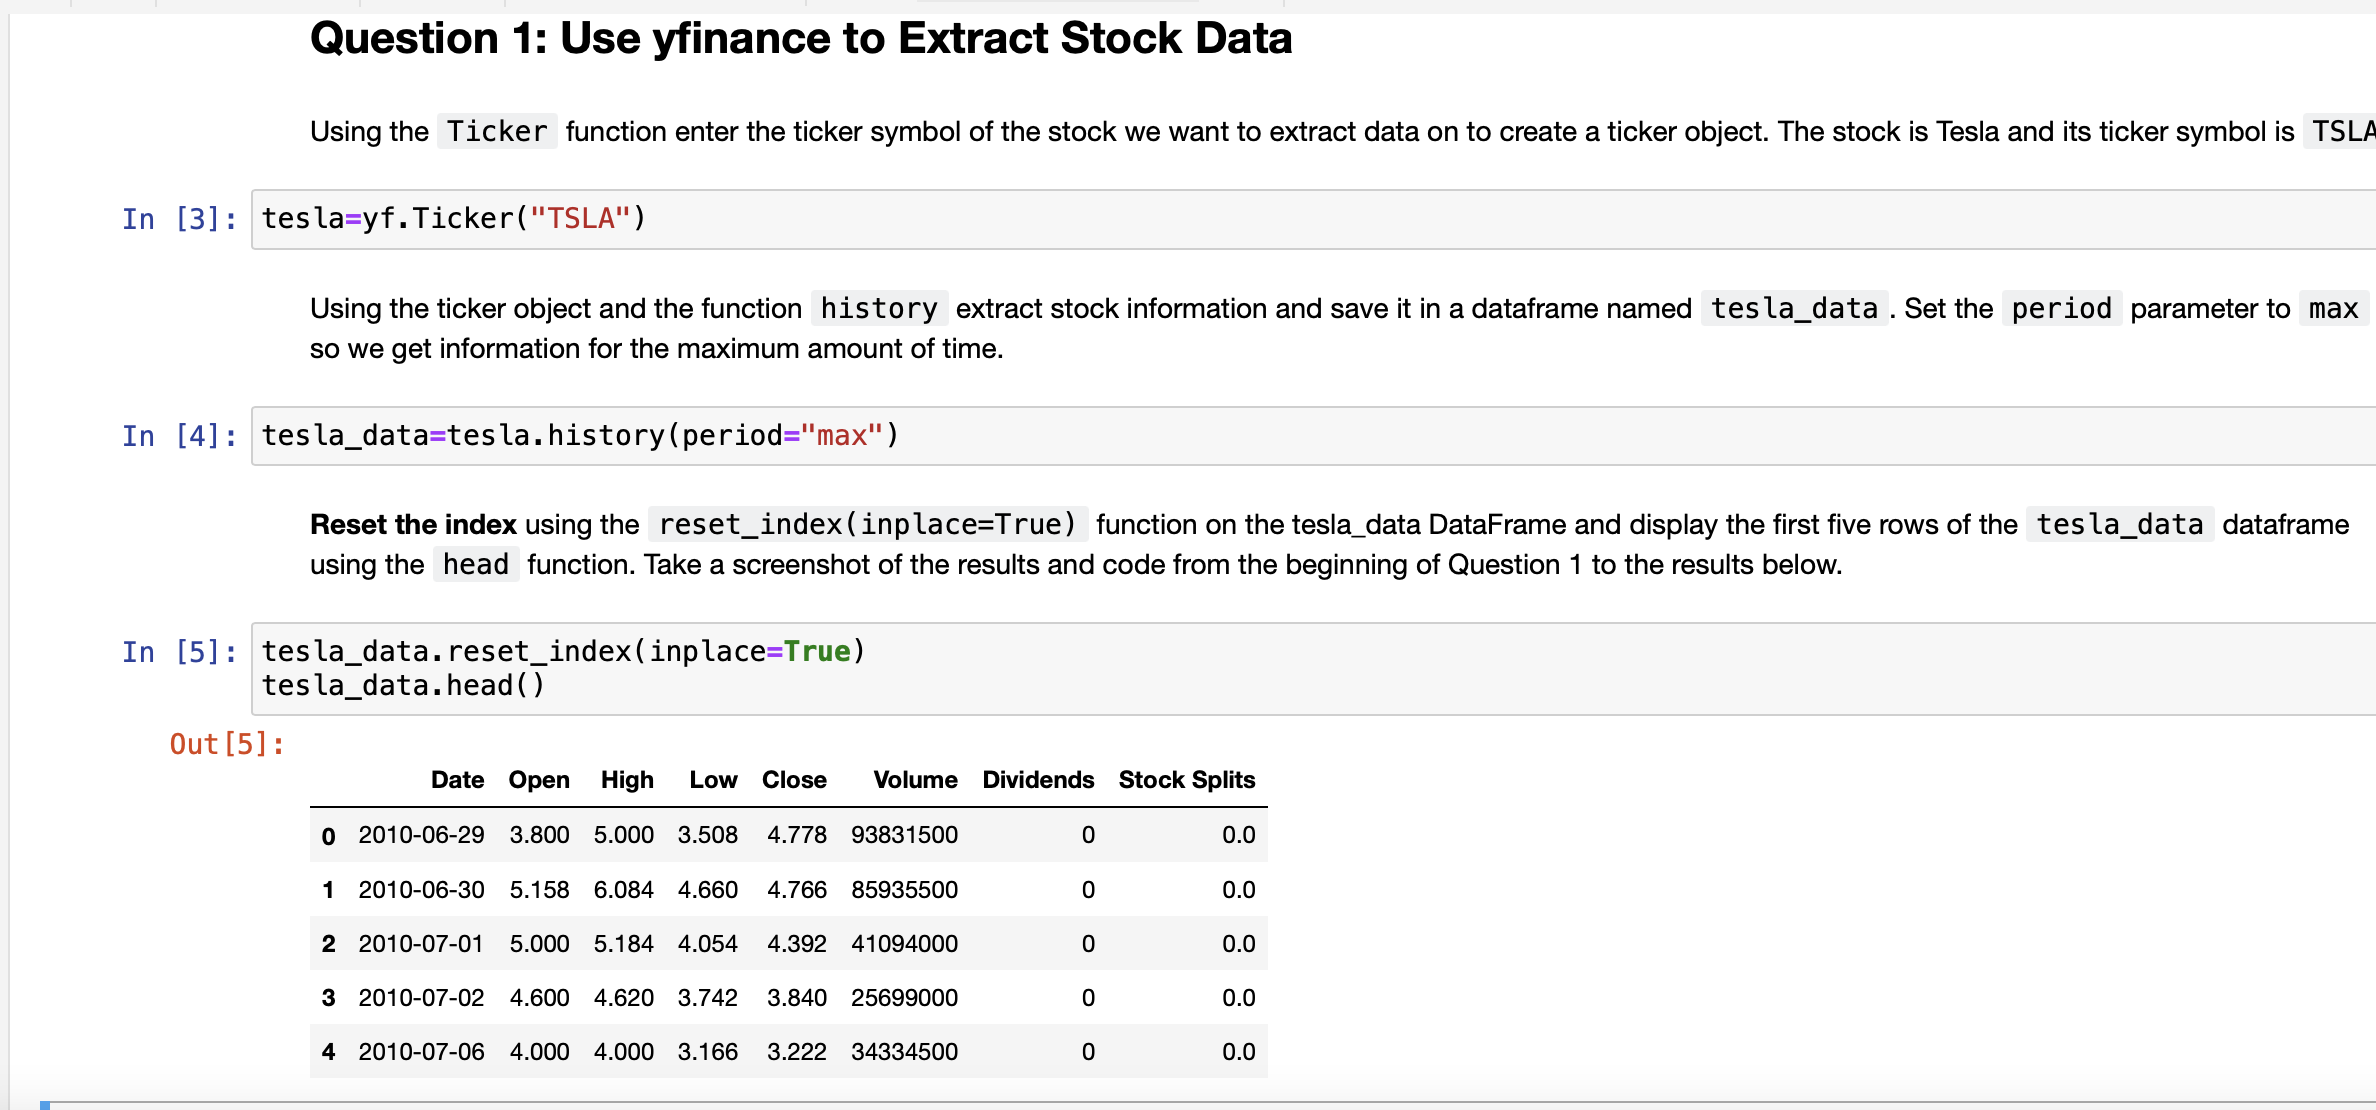 Question 1: Use yfinance to Extract Stock Data
Using the Ticker function enter the ticker symbol of the stock we want to extract data on to create a ticker object. The stock is Tesla and its ticker symbol is TSLA
In [3]: tesla=yf.Ticker("TSLA")
Using the ticker object and the function history extract stock information and save it in a dataframe named tesla_data . Set the period parameter to max
so we get information for the maximum amount of time.
In [4]: tesla_data=tesla.history(period="max")
Reset the index using the reset_index(inplace=True) function on the tesla_data DataFrame and display the first five rows of the tesla_data dataframe
using the head function. Take a screenshot of the results and code from the beginning of Question 1 to the results below.
In [5]: tesla_data.reset_index(inplace=True)
tesla_data.head()
Out[5]:
Date Open High Low Close Volume Dividends Stock Splits
0 2010-06-29 3.800 5.000 3.508 4.778 93831500 0 0.0
1 2010-06-30 5.158 6.084 4.660 4.766 85935500 0 0.0
2 2010-07-01 5.000 5.184 4.054 4.392 41094000 0 0.0
3 2010-07-02 4.600 4.620 3.742 3.840 25699000 0 0.0
4 2010-07-06 4.000 4.000 3.166 3.222 34334500 0 0.0